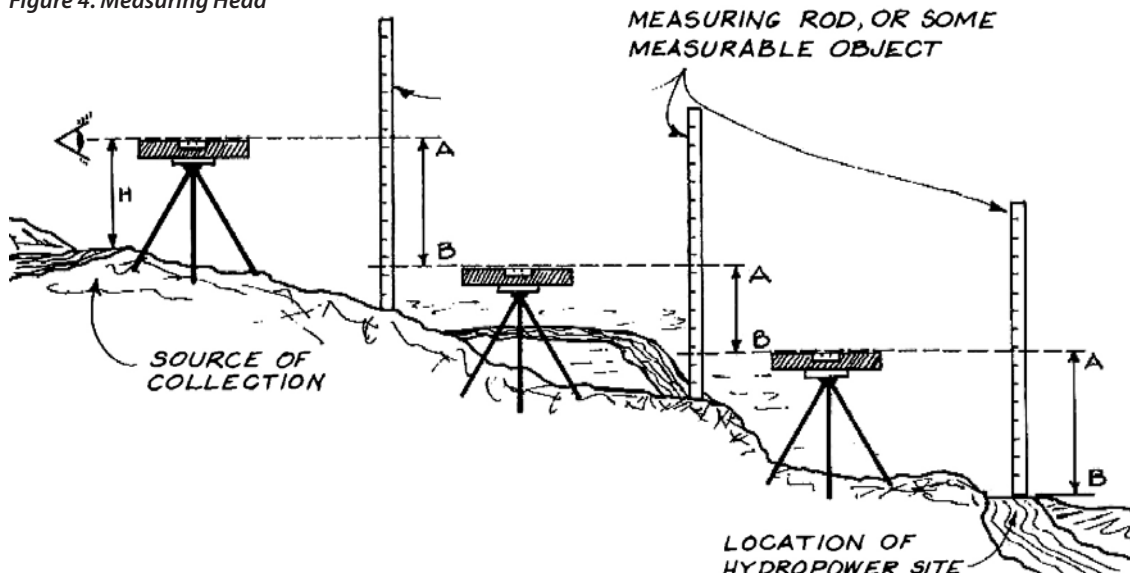 Figure 4. Measuring Head
MEASURING ROD, OR SOME
MEASURABLE OBJECT
A
H
B
A
B
A
B
SOURCE OF
COLLECTION
LOCATION OF
HYDROPOWER SITE